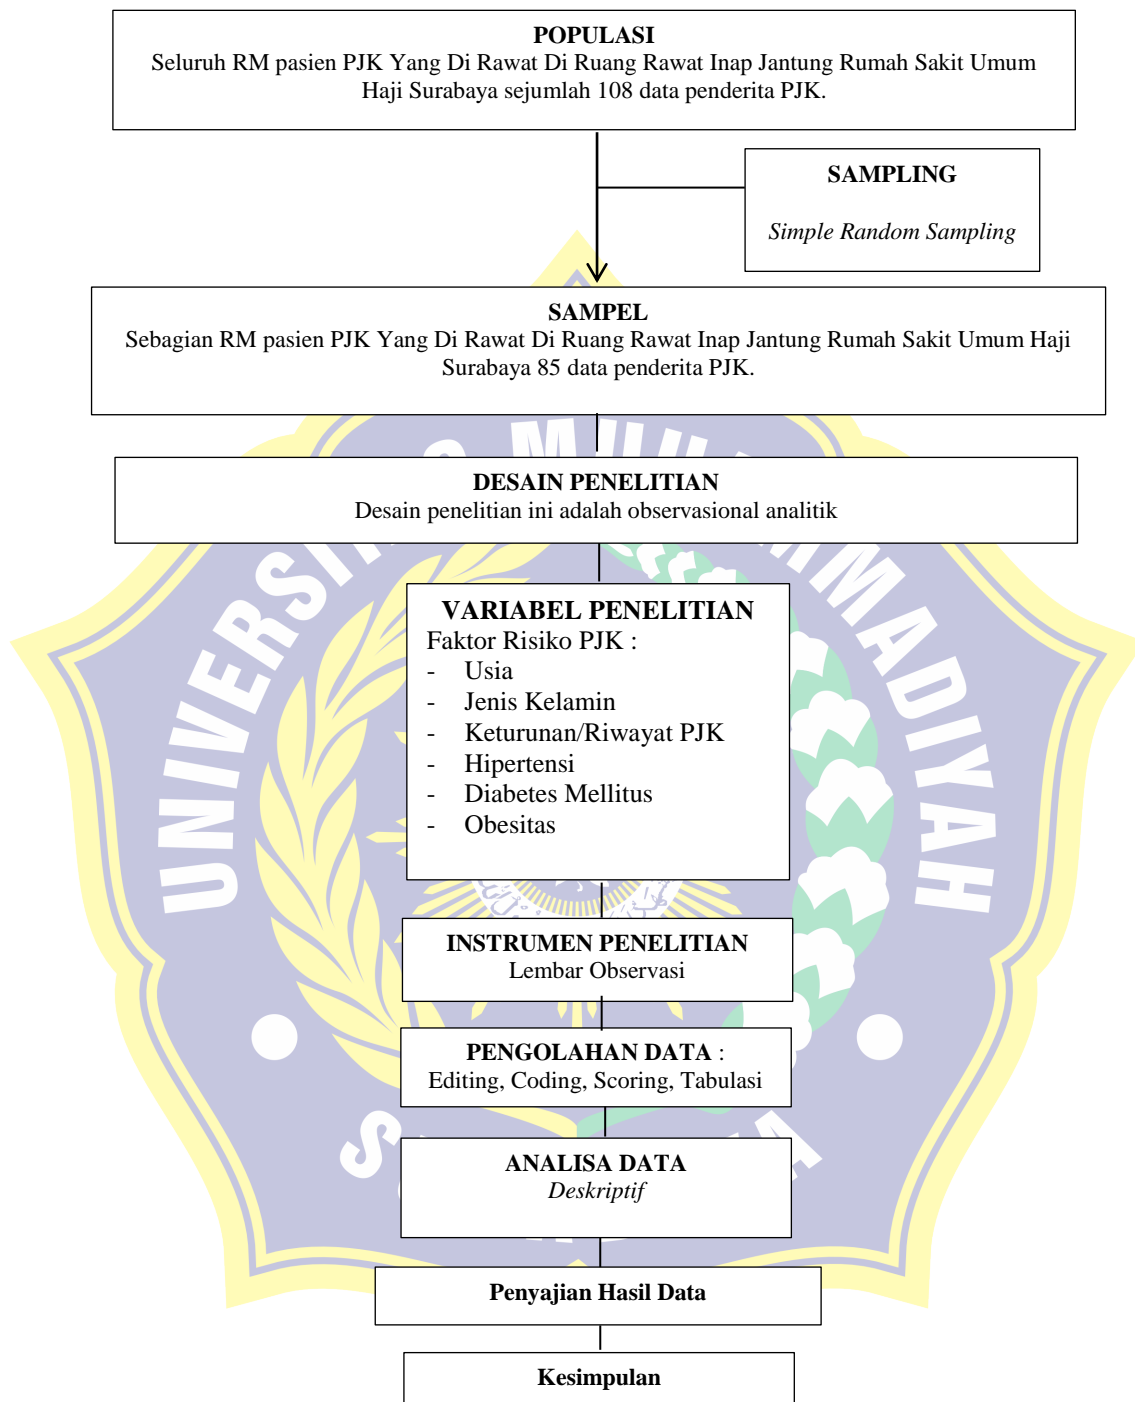 POPULASI
Seluruh RM pasien PJK Yang Di Rawat Di Ruang Rawat Inap Jantung Rumah Sakit Umum
Haji Surabaya sejumlah 108 data penderita PJK.
SAMPLING
Simple Random Sampling
SAMPEL
Sebagian RM pasien PJK Yang Di Rawat Di Ruang Rawat Inap Jantung Rumah Sakit Umum Haji
Surabaya 85 data penderita PJK.
DESAIN PENELITIAN
Desain penelitian ini adalah observasional analitik
VARIABEL PENELITIAN
Faktor Risiko PJK :
- Usia
- Jenis Kelamin
- Keturunan/Riwayat PJK
- Hipertensi
- Diabetes Mellitus
- Obesitas
INSTRUMEN PENELITIAN
Lembar Observasi
PENGOLAHAN DATA :
Editing, Coding, Scoring, Tabulasi
ANALISA DATA
Deskriptif
Penyajian Hasil Data
Kesimpulan